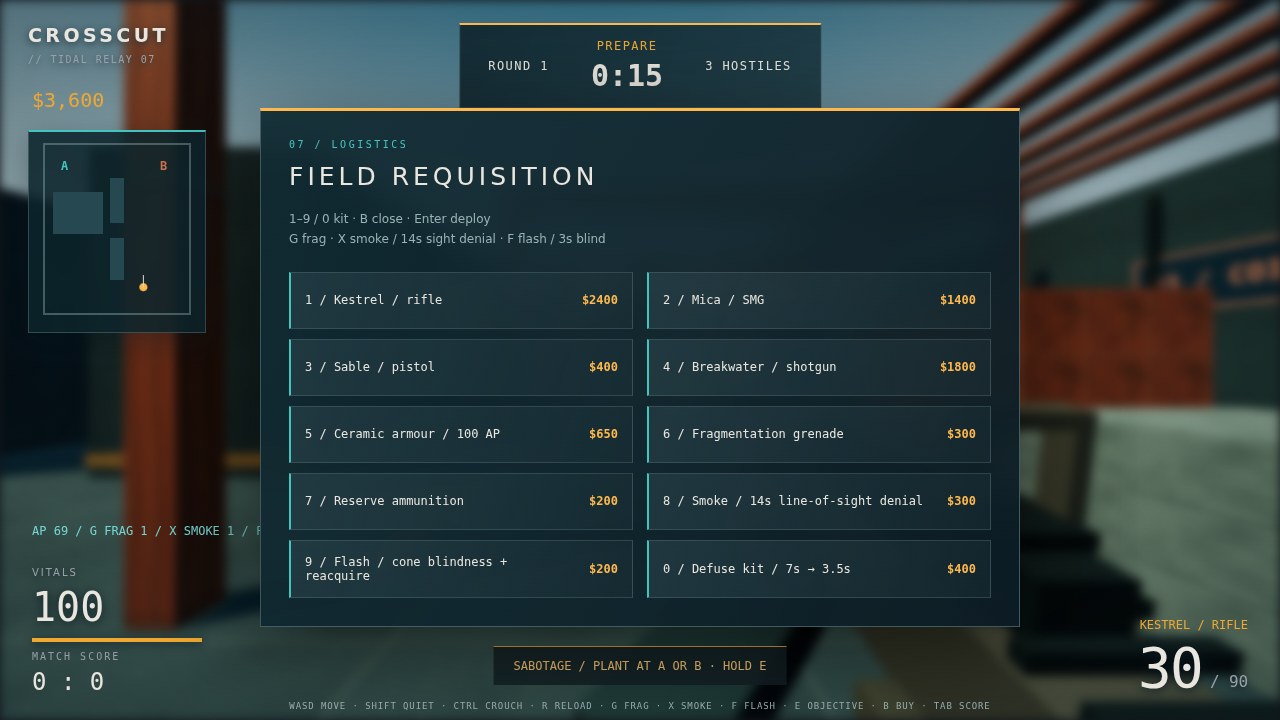 CROSSCUT
// TIDAL RELAY 07
$3,600
A
B
ROUND 1
PREPARE
0:15
3 HOSTILES
07 / LOGISTICS
FIELD REQUISITION
1–9 / 0 kit · B close · Enter deploy
G frag · X smoke / 14s sight denial · F flash / 3s blind
1 / Kestrel / rifle $2400
2 / Mica / SMG $1400
3 / Sable / pistol $400
4 / Breakwater / shotgun $1800
5 / Ceramic armour / 100 AP $650
6 / Fragmentation grenade $300
7 / Reserve ammunition $200
8 / Smoke / 14s line-of-sight denial $300
9 / Flash / cone blindness +
reacquire $200
0 / Defuse kit / 7s → 3.5s $400
AP 69 / G FRAG 1 / X SMOKE 1 /
VITALS
100
MATCH SCORE
0 : 0
SABOTAGE / PLANT AT A OR B · HOLD E
WASD MOVE · SHIFT QUIET · CTRL CROUCH · R RELOAD · G FRAG · X SMOKE · F FLASH · E OBJECTIVE · B BUY · TAB SCORE
KESTREL / RIFLE
30 / 90